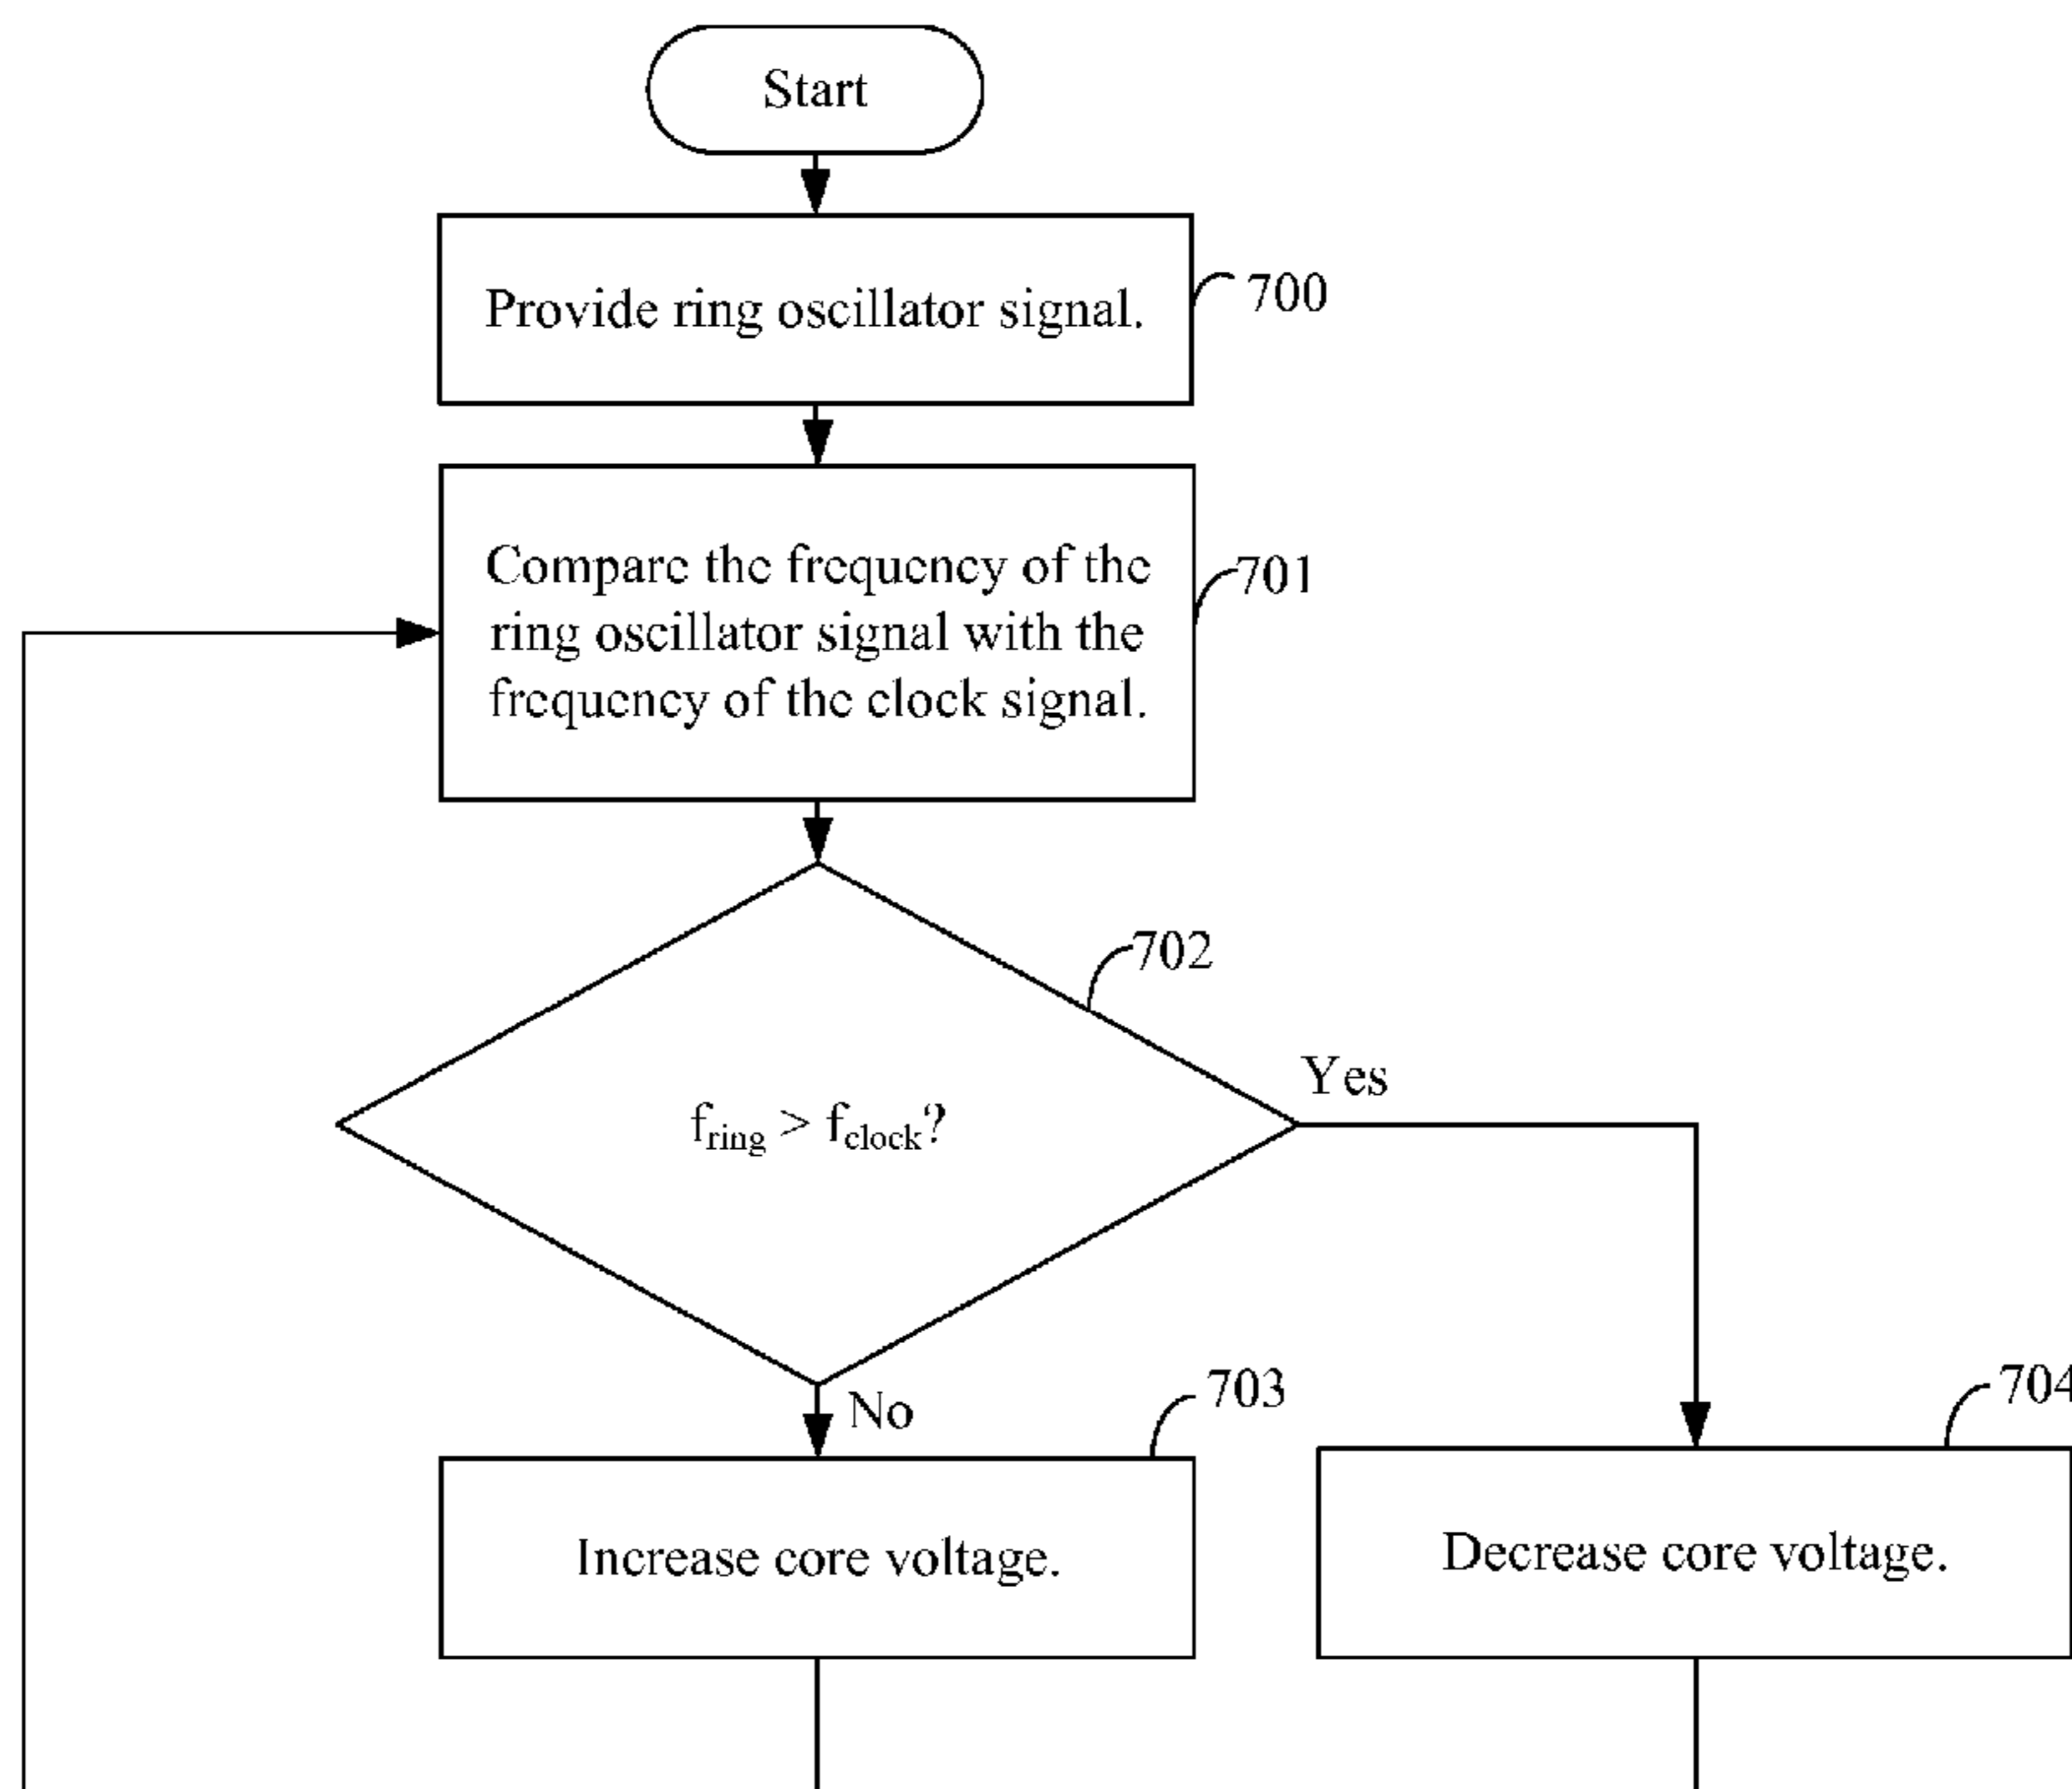 Start
Provide ring oscillator signal.
700
Compare the frequency of the
ring oscillator signal with the
frequency of the clock signal.
701
702
Yes
fring > fclock?
No
703
704
Increase core voltage.
Decrease core voltage.